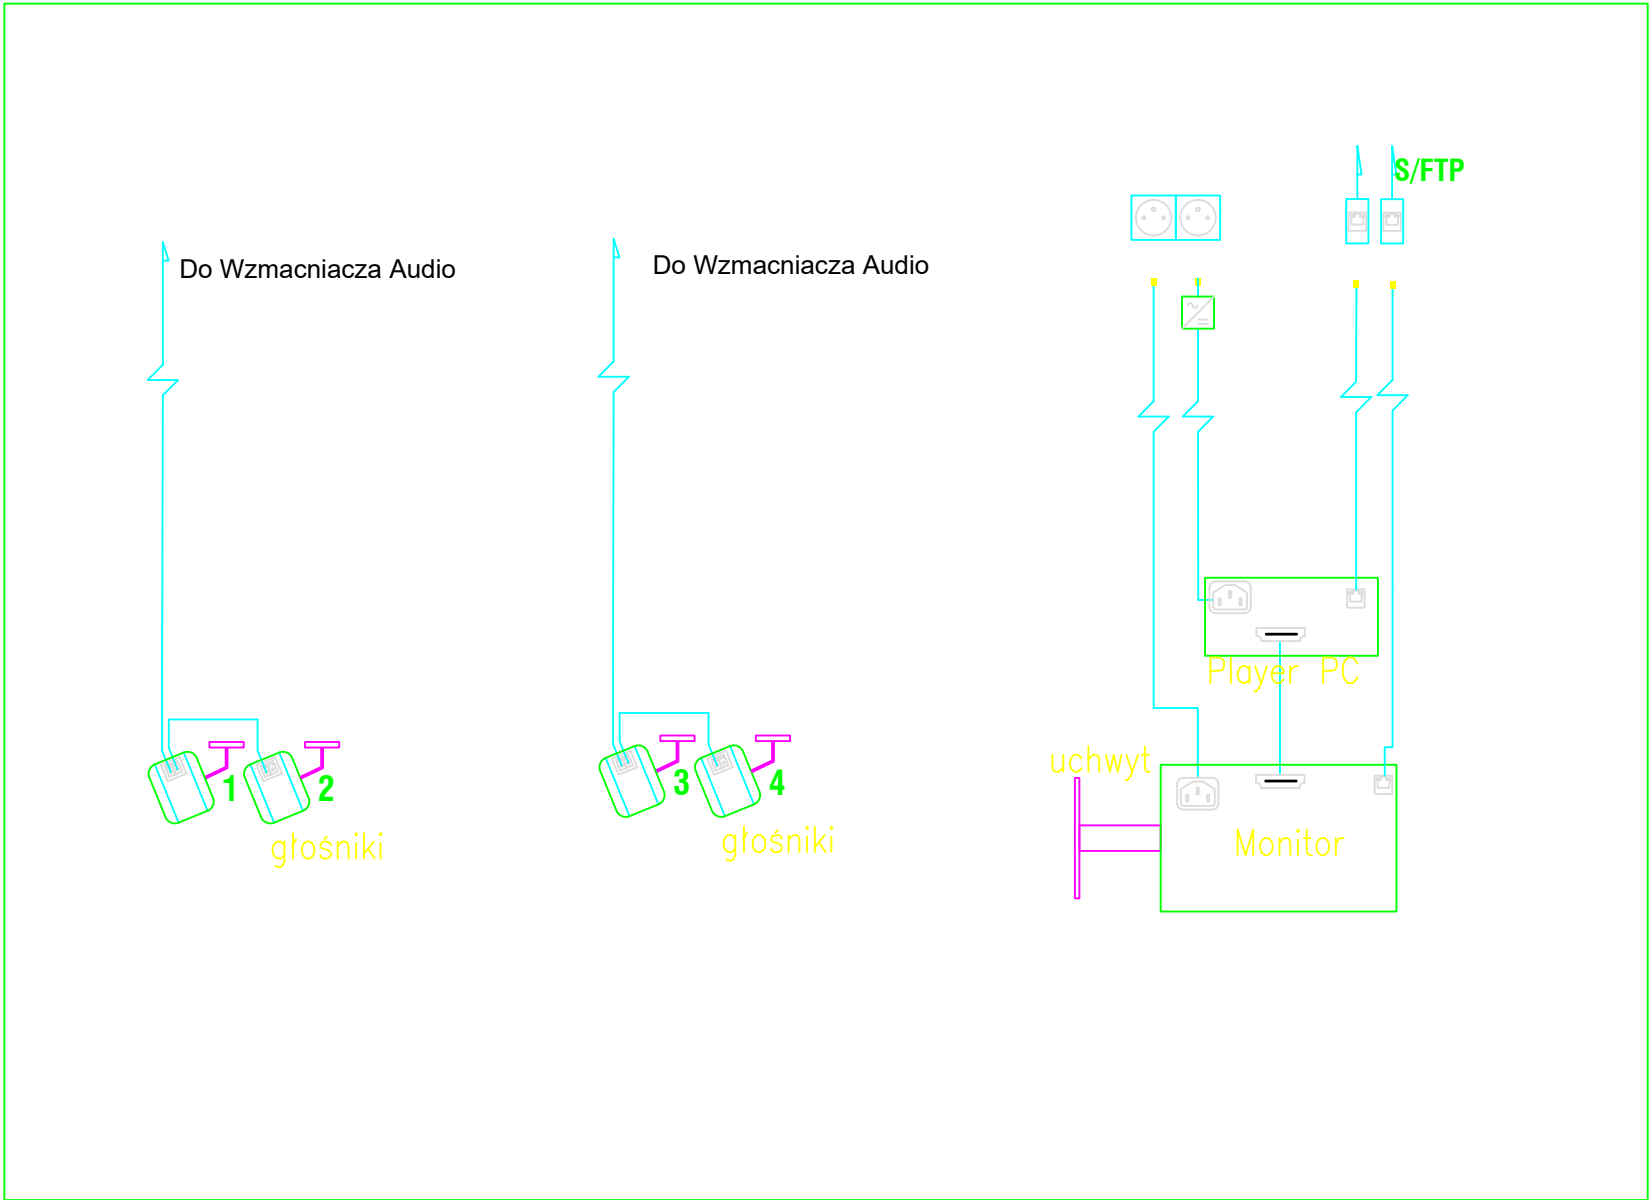 S/FTP
Do Wzmacniacza Audio
Do Wzmacniacza Audio
Player PC
uchwyt
1
2
3
4
głośniki
głośniki
Monitor